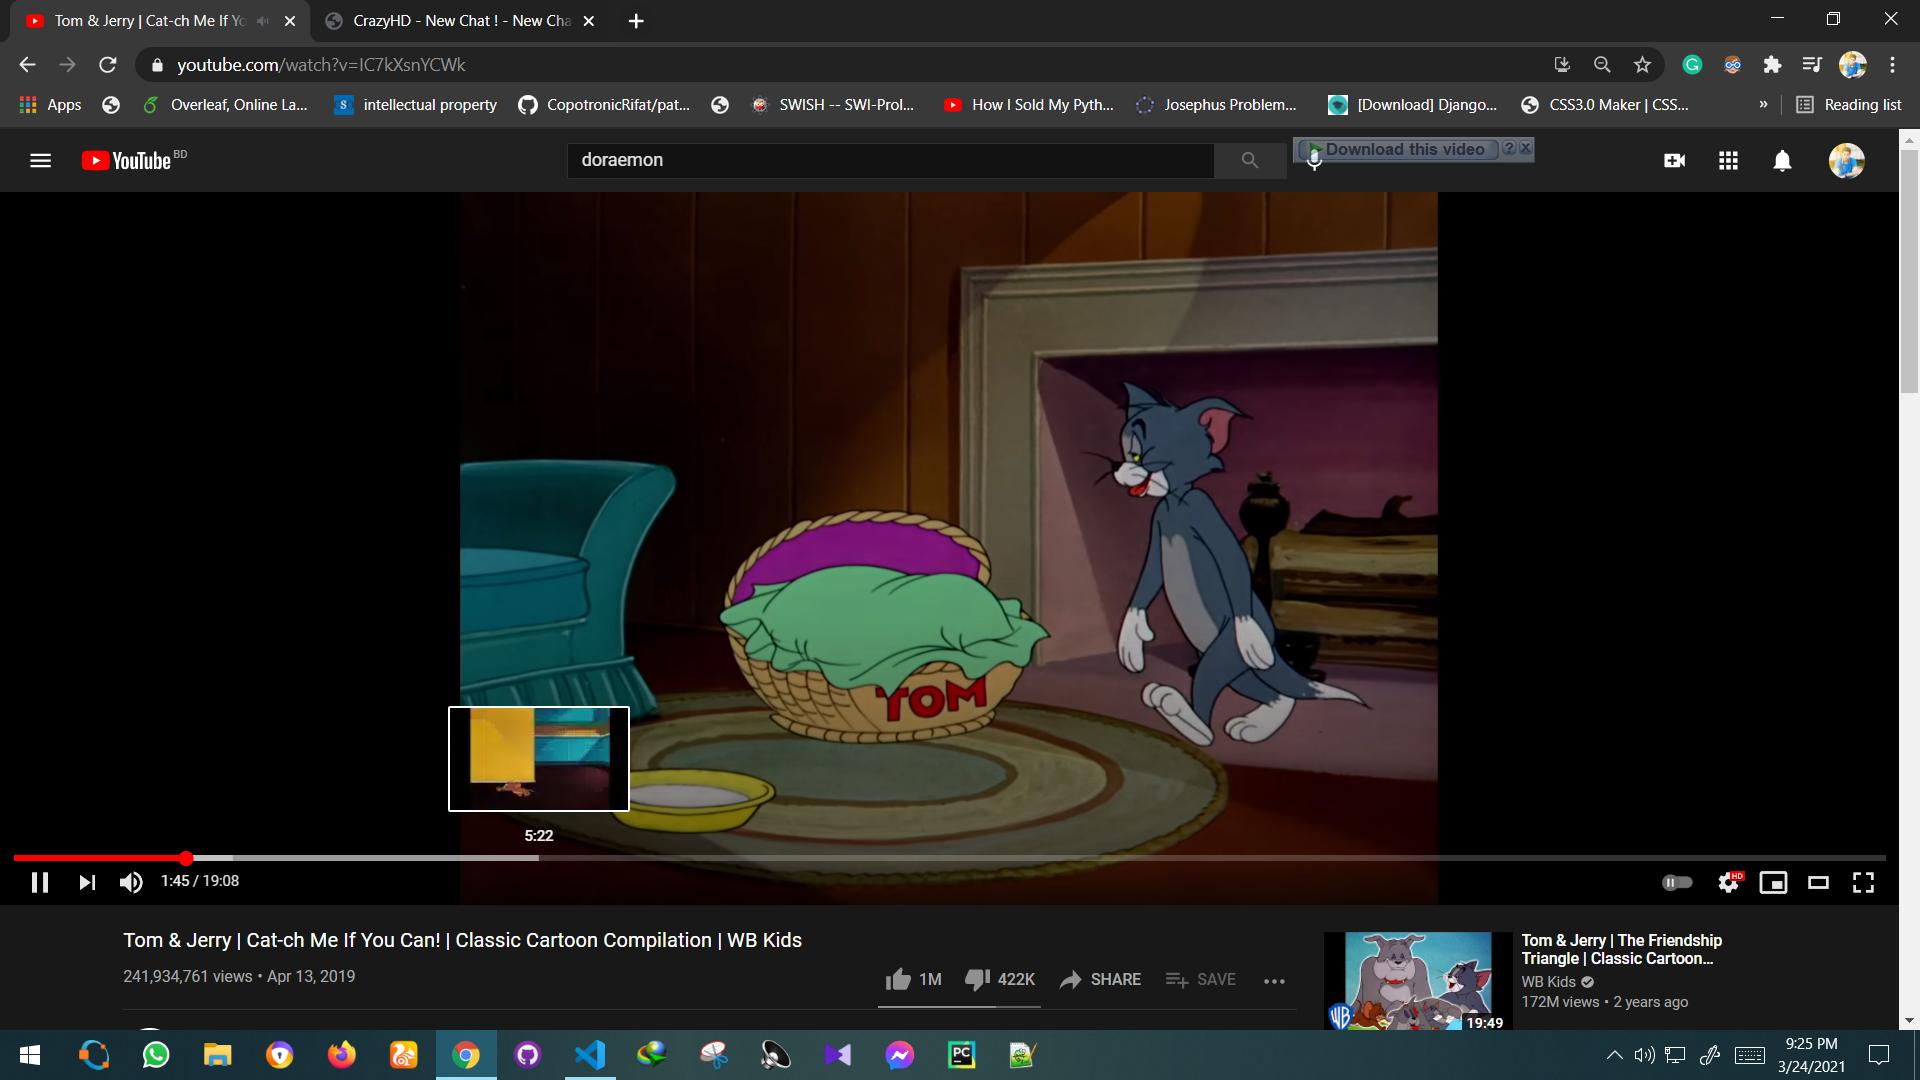 Tom & Jerry | Cat-ch Me If Yo
CrazyHD - New Chat ! - New Cha
youtube.com/watch?v=IC7kXsnYCWk
Apps
Overleaf, Online La...
S intellectual property
CopotronicRifat/pat...
SWISH -- SWI-Prol...
How I Sold My Pyth...
Josephus Problem...
[Download] Django...
CSS3.0 Maker | CSS...
» Reading list
YouTube BD
doraemon
Download this video ?
TOM
5:22
1:45 / 19:08
HD
Tom & Jerry | Cat-ch Me If You Can! | Classic Cartoon Compilation | WB Kids
241,934,761 views • Apr 13, 2019
1M
422K
SHARE
SAVE
Tom & Jerry | The Friendship
Triangle | Classic Cartoon...
WB Kids
172M views • 2 years ago
WB
19:49
PC
9:25 PM
3/24/2021